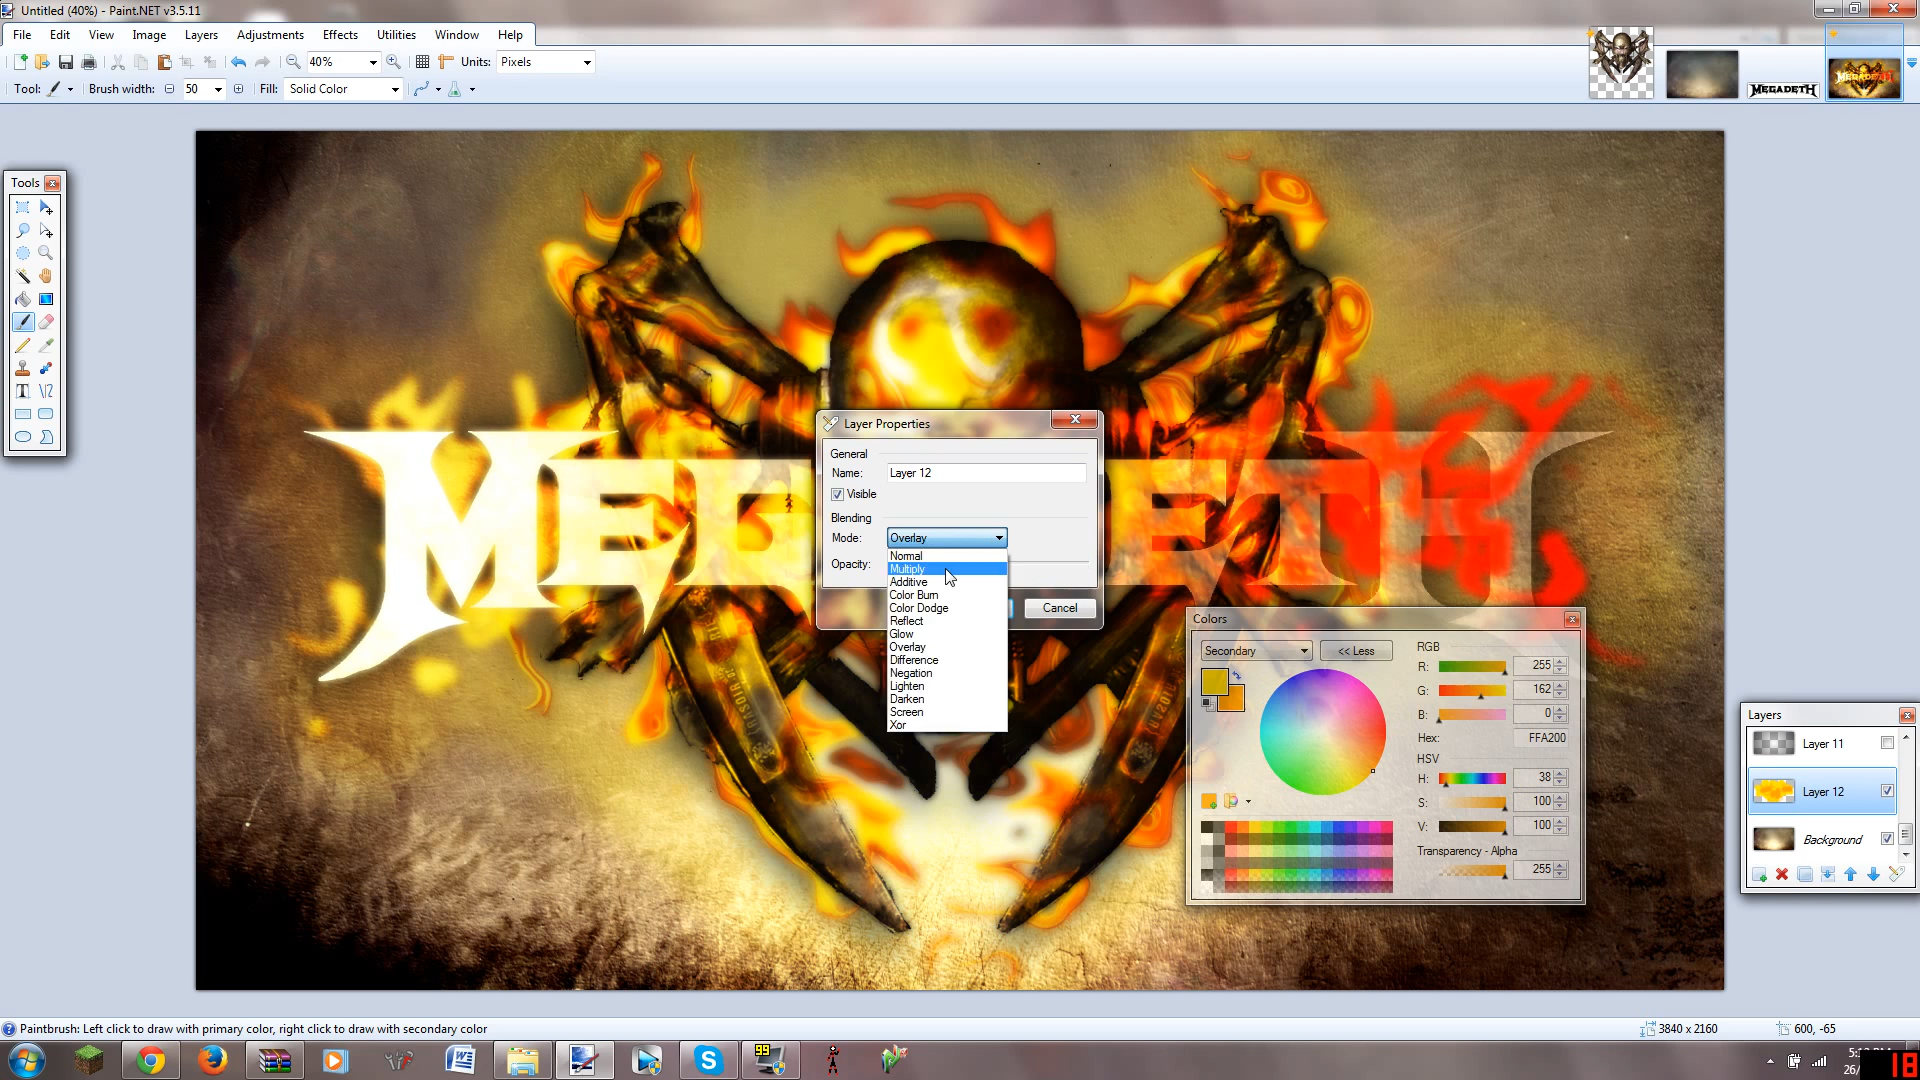 Untitled (40%) - Paint.NET v3.5.11
File Edit View Image Layers Adjustments Effects Utilities Window Help
40% Units: Pixels
Tool: Brush width: 50 Fill: Solid Color
MEGADETH
MEGADETH
Tools
MEG
ETH
Layer Properties
General
Name: Layer 12
Visible
Blending
Mode: Overlay
Opacity:
Normal
Multiply
Additive
Color Burn
Color Dodge
Reflect
Glow
Overlay
Difference
Negation
Lighten
Darken
Screen
Xor
Cancel
Colors
Secondary << Less
RGB
R: 255
G: 162
B: 0
Hex: FFA200
HSV
H: 38
S: 100
V: 100
Transparency - Alpha
255
Layers
Layer 11
Layer 12
Background
Paintbrush: Left click to draw with primary color, right click to draw with secondary color
3840 x 2160
600, -65
99
18